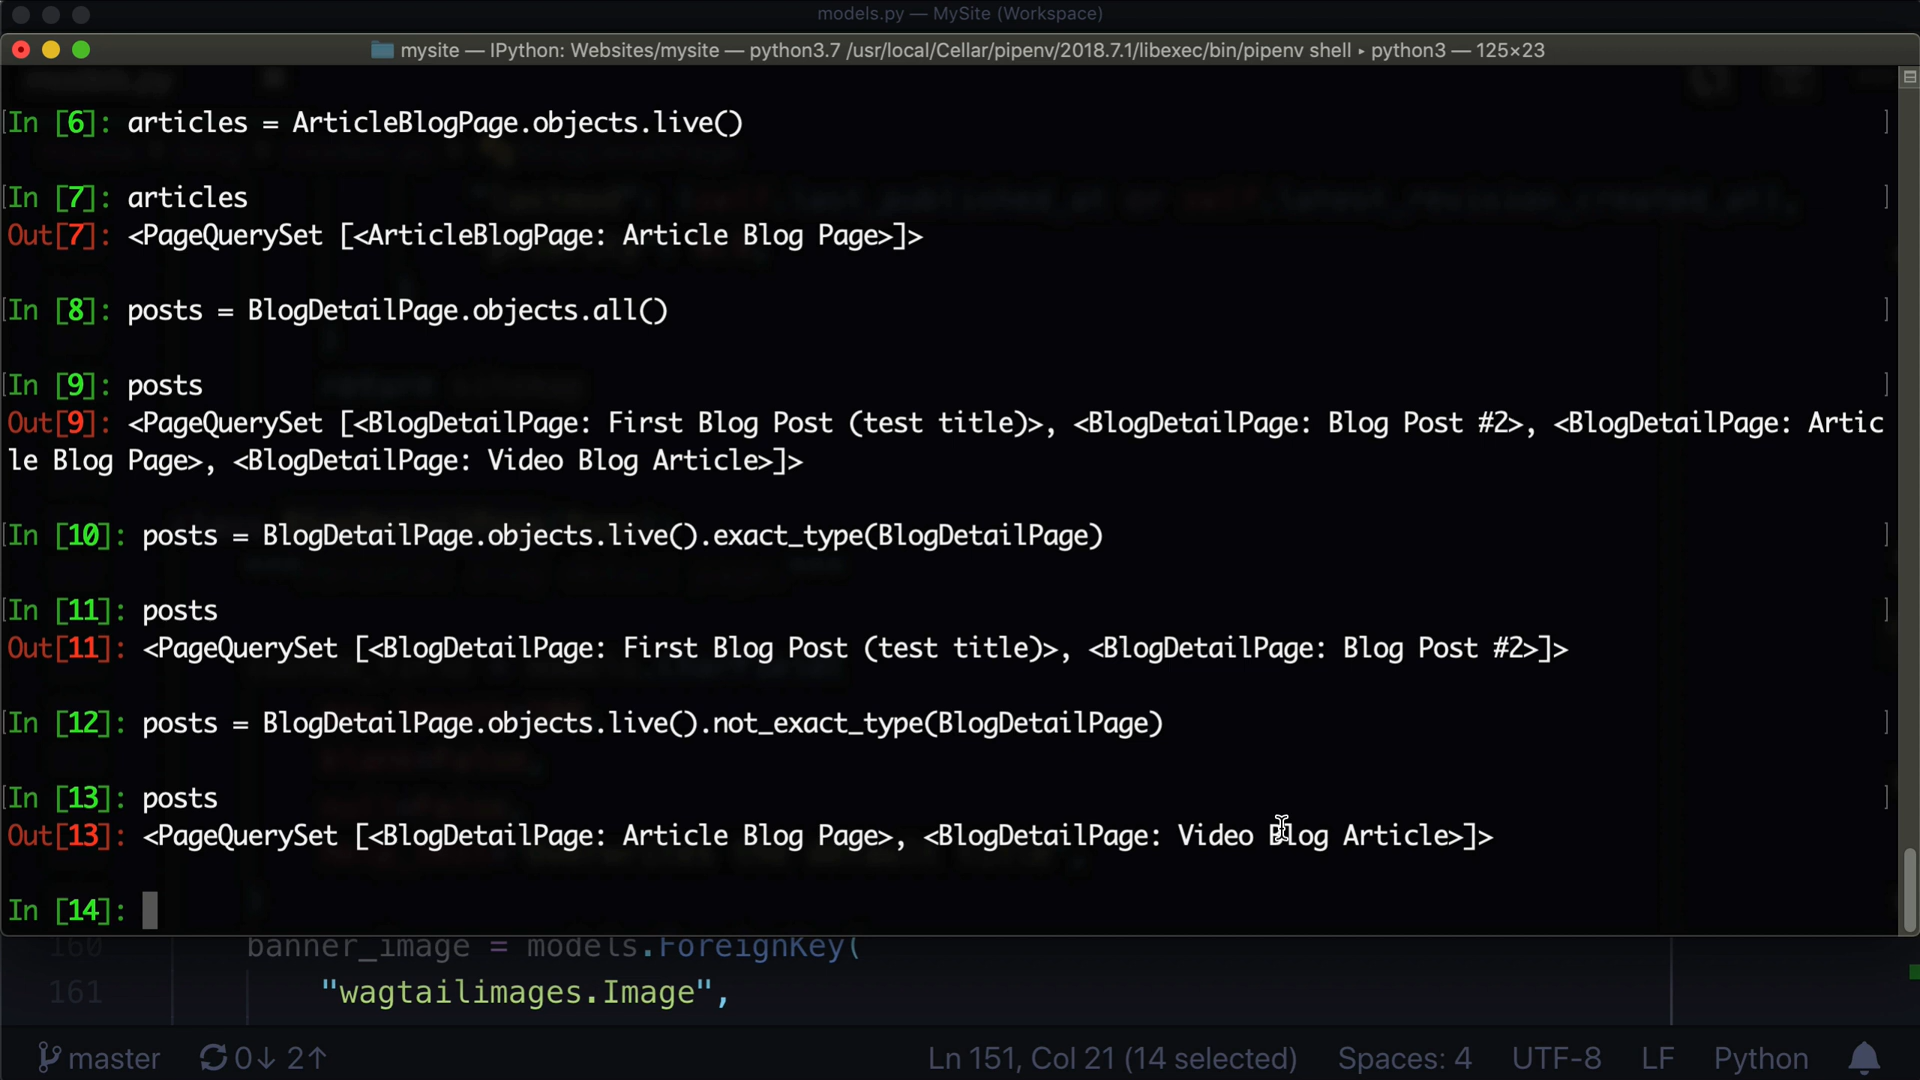 models.py — MySite (Workspace)
mysite — IPython: Websites/mysite — python3.7 /usr/local/Cellar/pipenv/2018.7.1/libexec/bin/pipenv shell ▸ python3 — 125×23
[In [6]: articles = ArticleBlogPage.objects.live() ]
[In [7]: articles ]
Out[7]: <PageQuerySet [<ArticleBlogPage: Article Blog Page>]>
[In [8]: posts = BlogDetailPage.objects.all() ]
[In [9]: posts ]
Out[9]: <PageQuerySet [<BlogDetailPage: First Blog Post (test title)>, <BlogDetailPage: Blog Post #2>, <BlogDetailPage: Artic
le Blog Page>, <BlogDetailPage: Video Blog Article>]>
[In [10]: posts = BlogDetailPage.objects.live().exact_type(BlogDetailPage) ]
[In [11]: posts ]
Out[11]: <PageQuerySet [<BlogDetailPage: First Blog Post (test title)>, <BlogDetailPage: Blog Post #2>]>
[In [12]: posts = BlogDetailPage.objects.live().not_exact_type(BlogDetailPage) ]
[In [13]: posts ]
Out[13]: <PageQuerySet [<BlogDetailPage: Article Blog Page>, <BlogDetailPage: Video Blog Article>]>
In [14]:
160 banner_image = models.ForeignKey(
161 "wagtailimages.Image",
master 0↓ 2↑ Ln 151, Col 21 (14 selected) Spaces: 4 UTF-8 LF Python